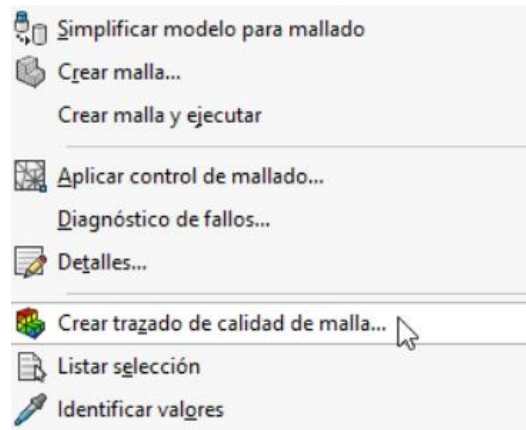 Simplificar modelo para mallado
Crear malla...
Crear malla y ejecutar
Aplicar control de mallado...
Diagnóstico de fallos...
Detalles...
Crear trazado de calidad de malla...
Listar selección
Identificar valores